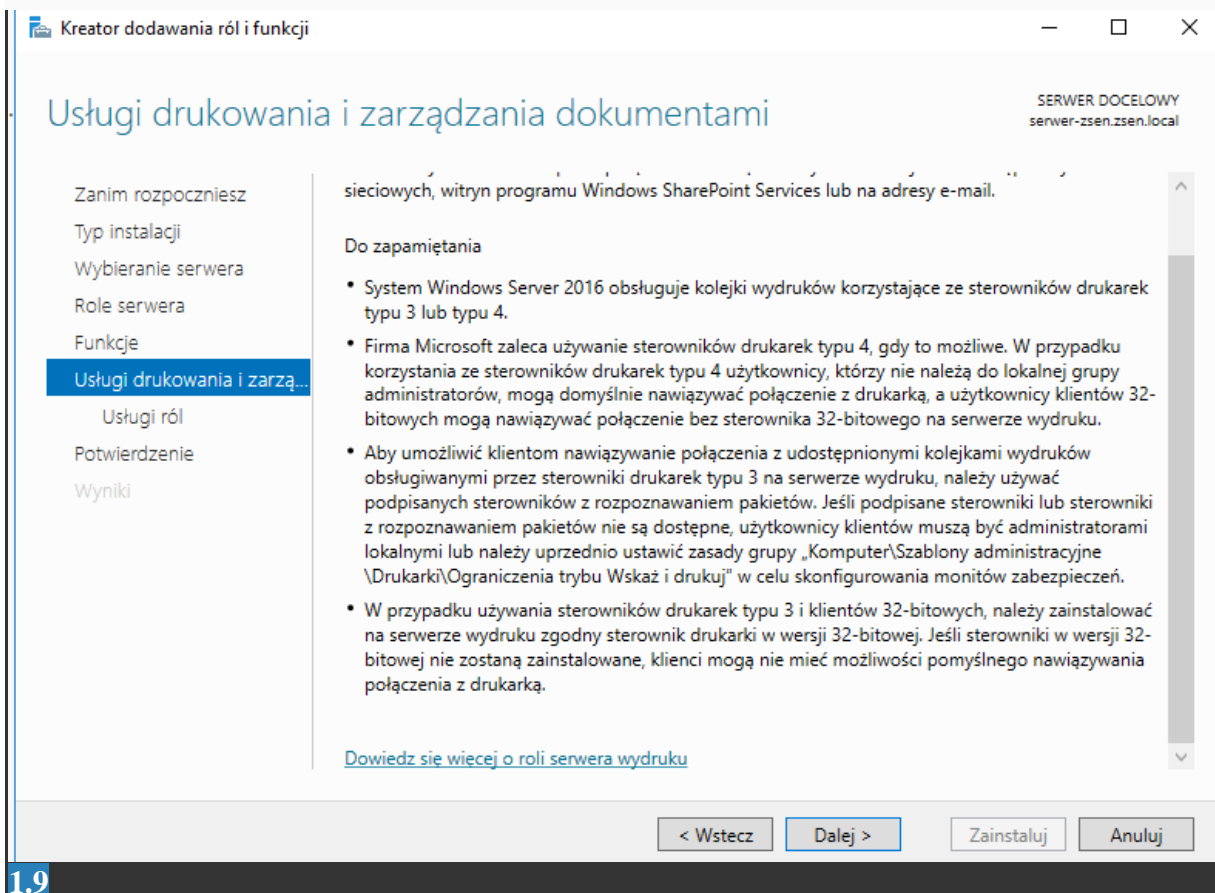 Kreator dodawania ról i funkcji
Usługi drukowania i zarządzania dokumentami
SERWER DOCELOWY
serwer-zsen.zsen.local
Zanim rozpoczniesz
Typ instalacji
Wybieranie serwera
Role serwera
Funkcje
Usługi drukowania i zarzą...
Usługi ról
Potwierdzenie
Wyniki
sieciowych, witryn programu Windows SharePoint Services lub na adresy e-mail.
Do zapamiętania
• System Windows Server 2016 obsługuje kolejki wydruków korzystające ze sterowników drukarek
typu 3 lub typu 4.
• Firma Microsoft zaleca używanie sterowników drukarek typu 4, gdy to możliwe. W przypadku
korzystania ze sterowników drukarek typu 4 użytkownicy, którzy nie należą do lokalnej grupy
administratorów, mogą domyślnie nawiązywać połączenie z drukarką, a użytkownicy klientów 32-
bitowych mogą nawiązywać połączenie bez sterownika 32-bitowego na serwerze wydruku.
• Aby umożliwić klientom nawiązywanie połączenia z udostępnionymi kolejkami wydruków
obsługiwanymi przez sterowniki drukarek typu 3 na serwerze wydruku, należy używać
podpisanych sterowników z rozpoznawaniem pakietów. Jeśli podpisane sterowniki lub sterowniki
z rozpoznawaniem pakietów nie są dostępne, użytkownicy klientów muszą być administratorami
lokalnymi lub należy uprzednio ustawić zasady grupy „Komputer\Szablony administracyjne
\Drukarki\Ograniczenia trybu Wskaż i drukuj” w celu skonfigurowania monitów zabezpieczeń.
• W przypadku używania sterowników drukarek typu 3 i klientów 32-bitowych, należy zainstalować
na serwerze wydruku zgodny sterownik drukarki w wersji 32-bitowej. Jeśli sterowniki w wersji 32-
bitowej nie zostaną zainstalowane, klienci mogą nie mieć możliwości pomyślnego nawiązywania
połączenia z drukarką.
Dowiedz się więcej o roli serwera wydruku
< Wstecz
Dalej >
Zainstaluj
Anuluj
1.9